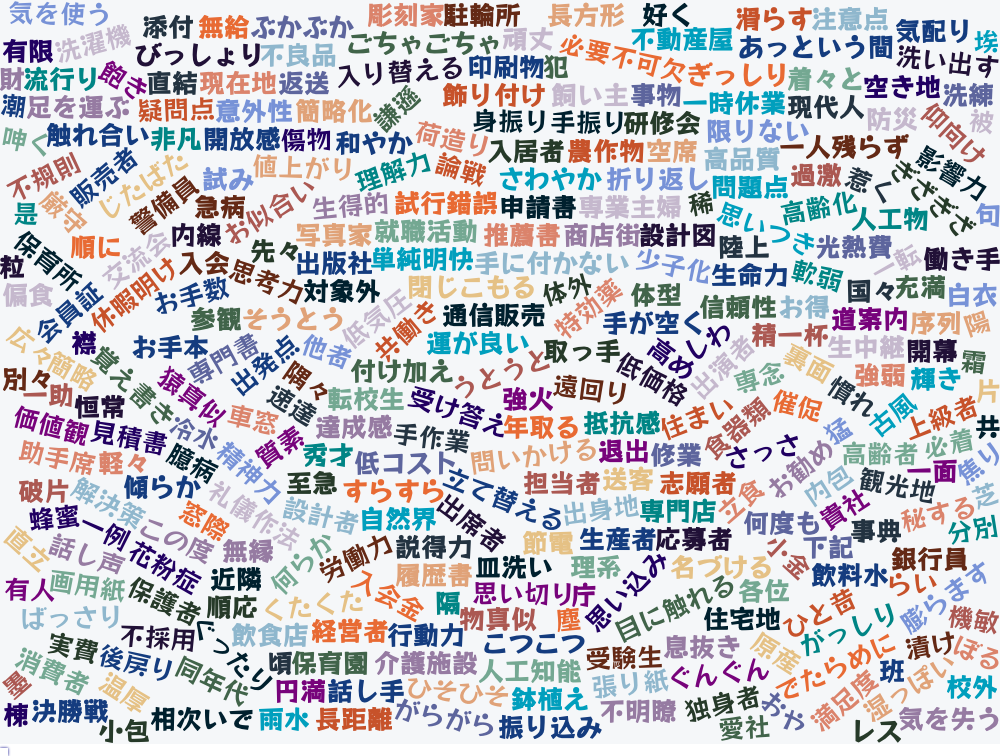 気を使う 添付 無給 ぶかぶか 彫刻家 駐輪所 長方形 好く 滑らす 注意点 気配り 埃
有限 洗濯機 びっしょり 不良品 ごちゃごちゃ 頑丈 必要不可欠 不動産屋 あっという間 洗い出す
財 流行り 飽き 直結 現在地 返送 入り替える 印刷物 犯 ぎっしり 着々と 空き地 洗練
潮 足を運ぶ 疑問点 意外性 簡略化 謙遜 飾り付け 飼い主 事物 一時休業 現代人 防災 仰向け 被
呻く 触れ合い 非凡 開放感 傷物 和やか 荷造り 身振り手振り 研修会 限りない 一人残らず 影響力
不規則 販売者 じたばた 値上がり 理解力 論戦 入居者 農作物 空席 高品質 過激 惹く ぎざぎざ
是 厳守 警備員 試み 急病 お似合い 生得的 試行錯誤 さわやか 折り返し 申請書 専業主婦 稀 問題点 思いつき 高齢化 人工物 句
保育所 順に 交流会 内線 先々 写真家 就職活動 推薦書 商店街 設計図 陸上 光熱費 一転 働き手
粒 偏食 会員証 休暇明け 入会 思考力 出版社 単純明快 手に付かない 少子化 生命力 軟弱 国々 充満 白衣
お手数 対象外 閉じこもる 体外 特効薬 体型 信頼性 お得 道案内 序列 陽
広々 襟 参観 そうとう 低気圧 共働き 通信販売 手が空く 高めしわ 精一杯 生中継 開幕 霜
簡略 覚え書き お手本 専門書 出発点 他者 付け加え 運が良い うとうと 取っ手 低価格 出演者 専念 裏面 強弱 輝き 片
別々 一助 恒常 猿真似 車窓 隅々 速達 転校生 受け答え 強火 遠回り 住まい 食器類 催促 慣れ 古風 上級者 共
価値観 見積書 冷水 質素 達成感 手作業 年取る 抵抗感 退出 修業 さっさ お勧め 猛 高齢者 必着 焦り
助手席 軽々 臆病 精神力 秀才 低コスト 問いかける 担当者 送客 志願者 立食 内包 観光地 一面 芝
破片 解決策 傾らか 礼儀作法 至急 すらすら 立て替える 出身地 専門店 貴社 秘する
蜂蜜 一例 この度 窓際 設計者 自然界 出席者 何度も 事典 分別
直立 話し声 花粉症 無縁 何らか 労働力 説得力 節電 生産者 応募者 小金 下記 銀行員
有人 画用紙 保護者 近隣 入会金 履歴書 皿洗い 理系 思い込み 名づける 飲料水 らい 膨らます
ばっさり 順応 くたくた 隔 思い切り 庁 目に触れる 各位 ひと昔 機敏
実費 不採用 ぐったり 飲食店 経営者 行動力 物真似 塵 住宅地 がっしり 漬け ぼる
消費者 後戻り 同年代 頃 保育園 介護施設 こつこつ 人工知能 受験生 息抜き 原産 でたらめに 班 湿っぽい 校外
墨 温厚 円満 話し手 ひそひそ 鉢植え 張り紙 ぐんぐん 独身者 やや 満足度
棟 決勝戦 小包 相次いで 雨水 長距離 がらがら 振り込み 不明瞭 愛社 レス 気を失う